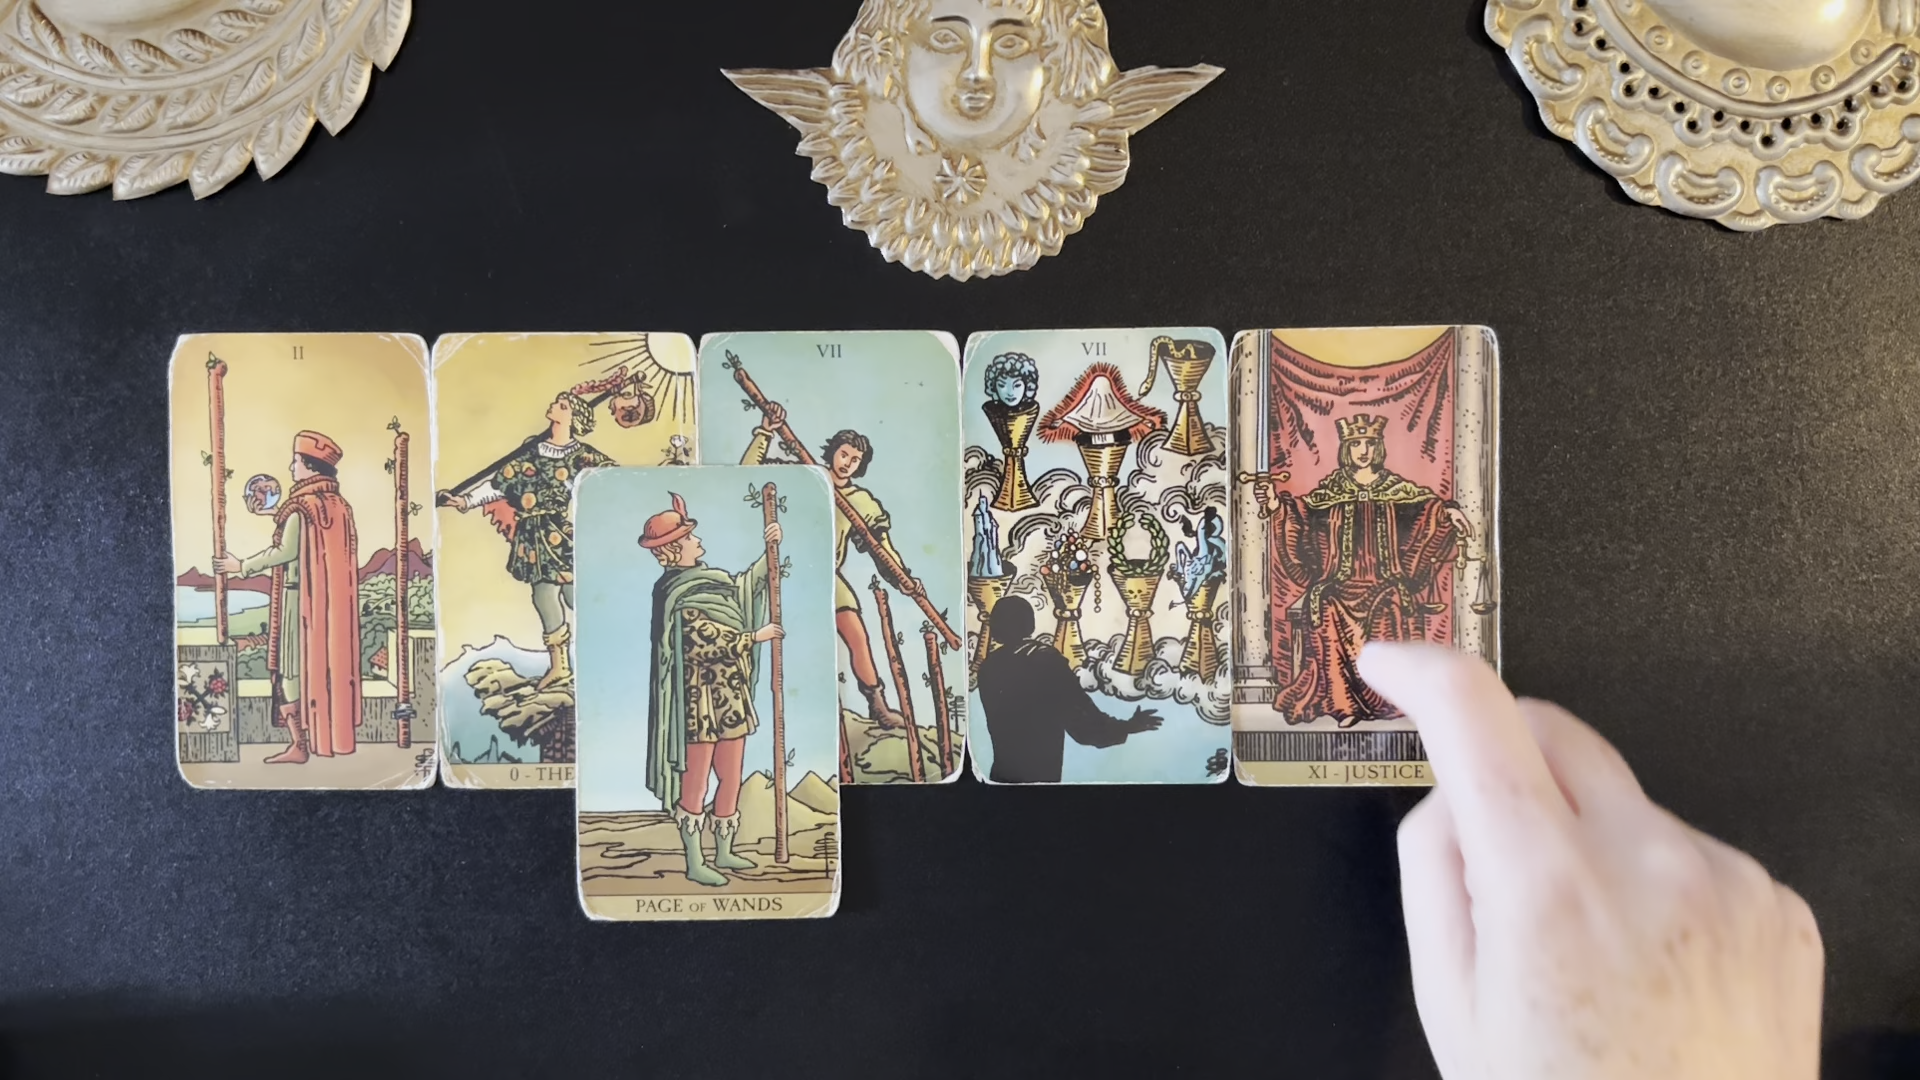 II
VII
VII
0 - THE
XI - JUSTICE
PAGE OF WANDS